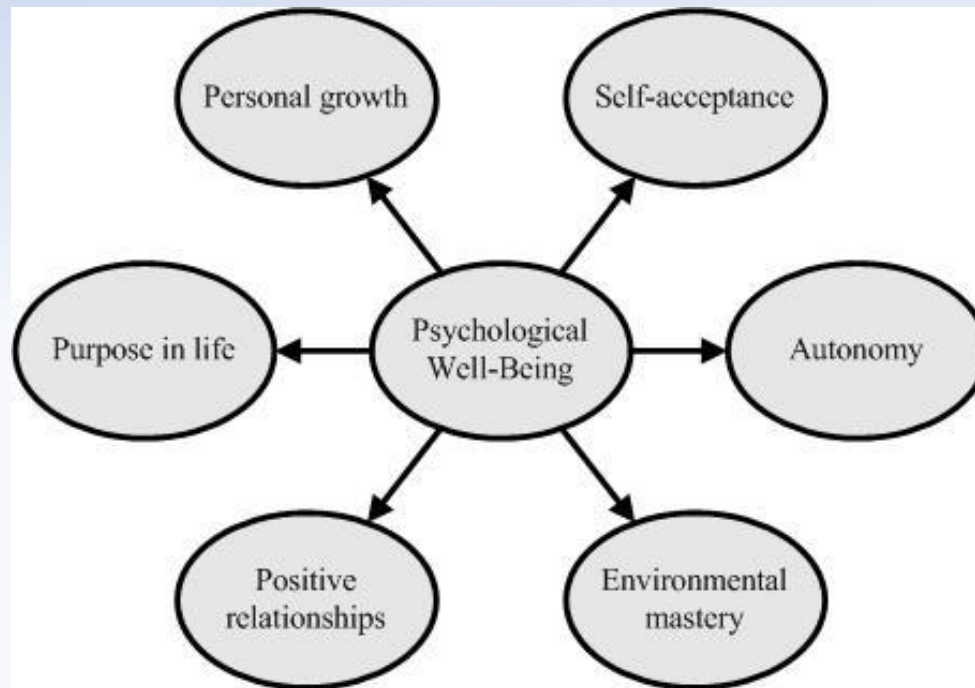 Personal growth
Self-acceptance
Purpose in life
Psychological
Well-Being
Autonomy
Positive
relationships
Environmental
mastery